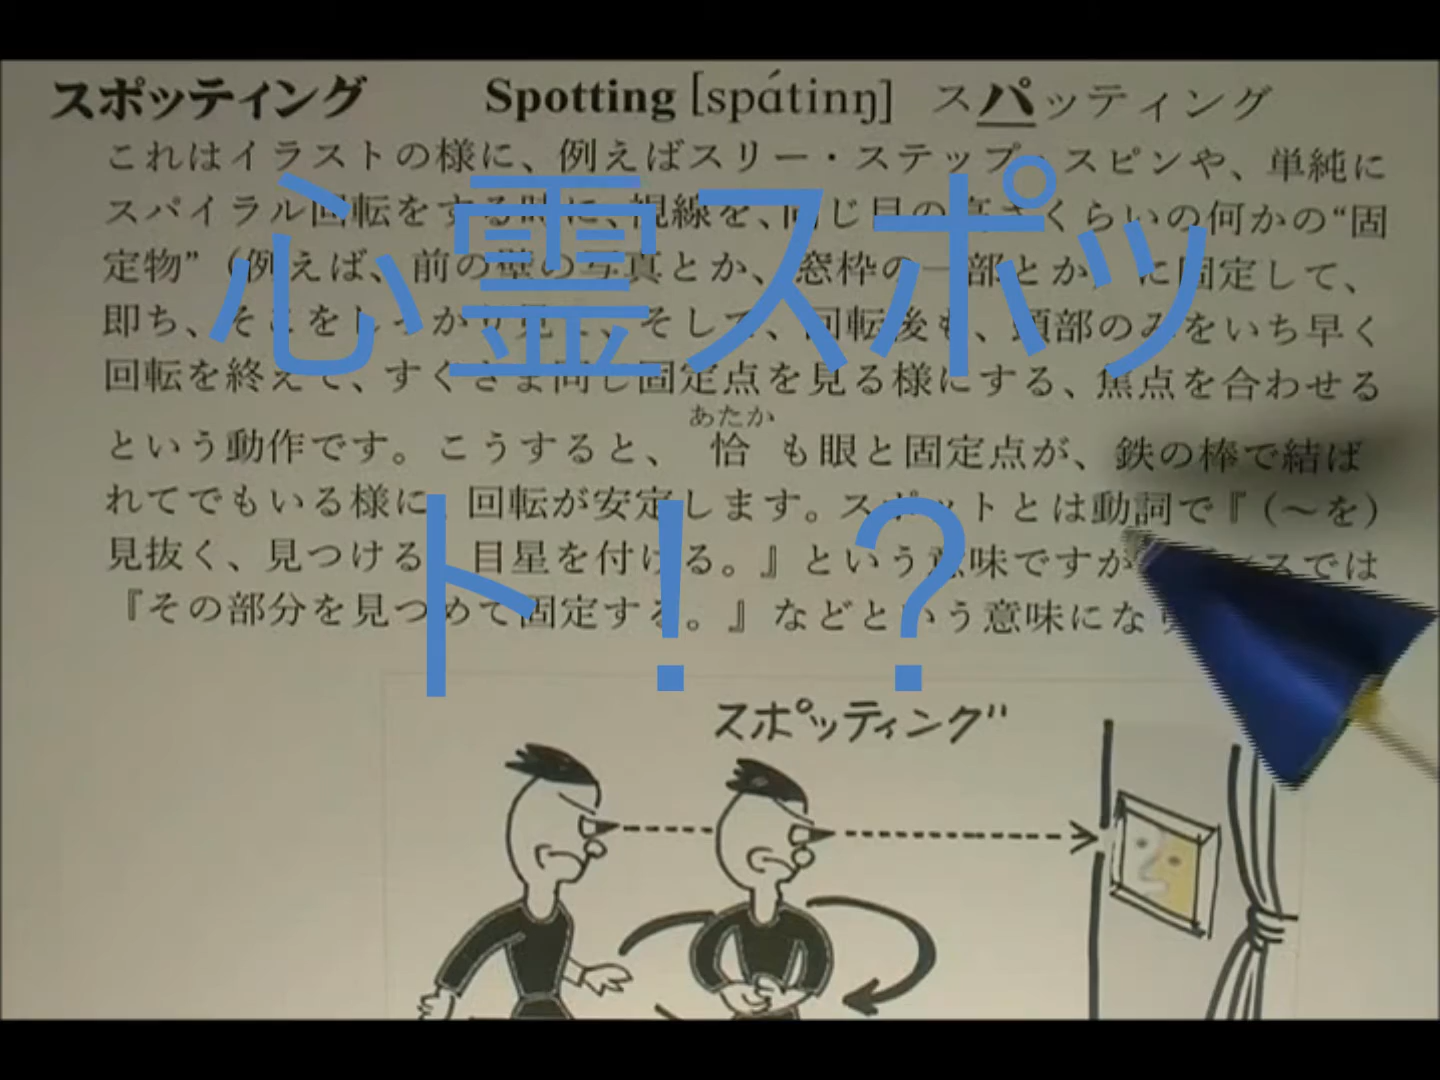 スポッティング Spotting [spátinŋ] スパッティング
これはイラストの様に、例えばスリー・ステップ・スピンや、単純に
スパイラル回転をする時に、視線を、同じ目の高さくらいの何かの“固
定物”（例えば、前の壁の写真とか、窓枠の一部とか）に固定して、
即ち、そこをしっかり見て、そして、回転後も、頭部のみをいち早く
回転を終えて、すぐさま同じ固定点を見る様にする、焦点を合わせる
あたか
という動作です。こうすると、恰も眼と固定点が、鉄の棒で結ば
れてでもいる様に、回転が安定します。スポットとは動詞で『（～を）
見抜く、見つける、目星を付ける。』という意味ですが スでは
『その部分を見つめて固定する。』などという意味にな
心霊スポッ
ト！？
スポッティング